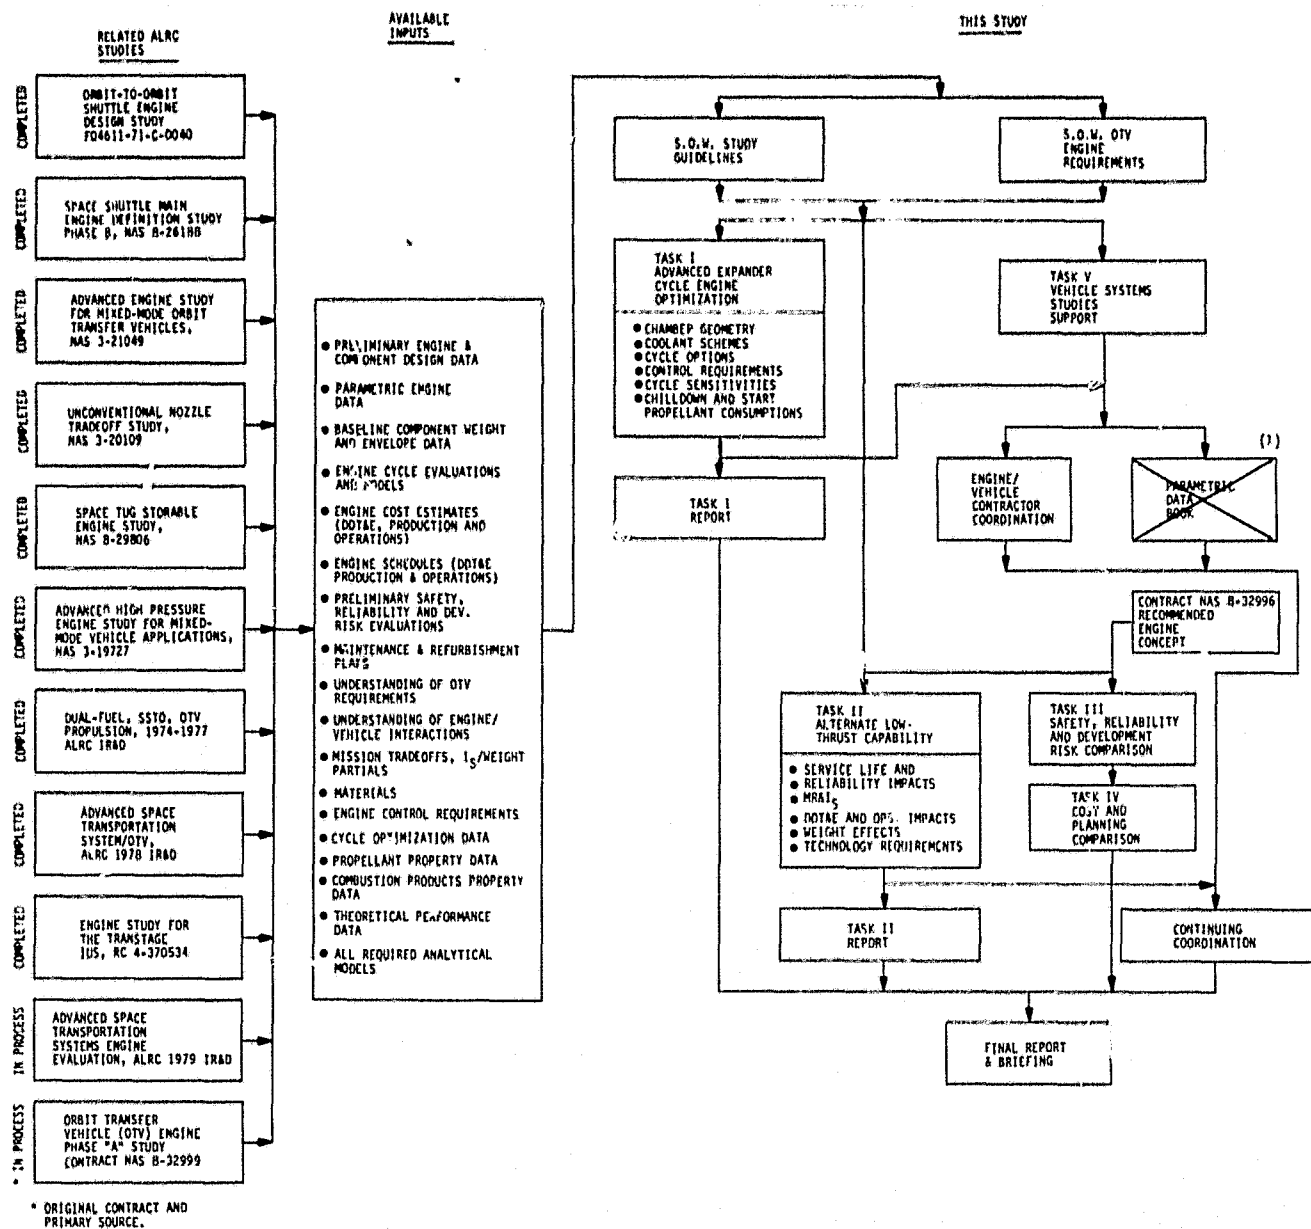 RELATED ALRC
STUDIES
AVAILABLE
INPUTS
THIS STUDY
COMPLETED
ORBIT-TO-ORBIT
SHUTTLE ENGINE
DESIGN STUDY
FO4611-71-C-0040
COMPLETED
SPACE SHUTTLE MAIN
ENGINE DEFINITION STUDY
PHASE B, NAS 8-26188
COMPLETED
ADVANCED ENGINE STUDY
FOR MIXED-MODE ORBIT
TRANSFER VEHICLES,
NAS 3-21049
COMPLETED
UNCONVENTIONAL NOZZLE
TRADEOFF STUDY,
NAS 3-20109
COMPLETED
SPACE TUG STORABLE
ENGINE STUDY,
NAS 8-29806
COMPLETED
ADVANCED HIGH PRESSURE
ENGINE STUDY FOR MIXED-
MODE VEHICLE APPLICATIONS,
NAS 3-19727
COMPLETED
DUAL-FUEL, SSTO, OTV
PROPULSION, 1974-1977
ALRC IR&D
COMPLETED
ADVANCED SPACE
TRANSPORTATION
SYSTEM/OTV,
ALRC 1978 IR&D
COMPLETED
ENGINE STUDY FOR
THE TRANSTAGE
IUS, RC 4-370534
IN PROCESS
ADVANCED SPACE
TRANSPORTATION
SYSTEMS ENGINE
EVALUATION, ALRC 1979 IR&D
* IN PROCESS
ORBIT TRANSFER
VEHICLE (OTV) ENGINE
PHASE "A" STUDY
CONTRACT NAS 8-32999
* ORIGINAL CONTRACT AND
PRIMARY SOURCE.
● PRELIMINARY ENGINE &
COMPONENT DESIGN DATA
● PARAMETRIC ENGINE
DATA
● BASELINE COMPONENT WEIGHT
AND ENVELOPE DATA
● ENGINE CYCLE EVALUATIONS
AND MODELS
● ENGINE COST ESTIMATES
(DDT&E, PRODUCTION AND
OPERATIONS)
● ENGINE SCHEDULES (DDT&E
PRODUCTION & OPERATIONS)
● PRELIMINARY SAFETY,
RELIABILITY AND DEV.
RISK EVALUATIONS
● MAINTENANCE & REFURBISHMENT
PLANS
● UNDERSTANDING OF OTV
REQUIREMENTS
● UNDERSTANDING OF ENGINE/
VEHICLE INTERACTIONS
● MISSION TRADEOFFS, IS/WEIGHT
PARTIALS
● MATERIALS
● ENGINE CONTROL REQUIREMENTS
● CYCLE OPTIMIZATION DATA
● PROPELLANT PROPERTY DATA
● COMBUSTION PRODUCTS PROPERTY
DATA
● THEORETICAL PERFORMANCE
DATA
● ALL REQUIRED ANALYTICAL
MODELS
S.O.W. STUDY
GUIDELINES
S.O.W. OTV
ENGINE
REQUIREMENTS
TASK I
ADVANCED EXPANDER
CYCLE ENGINE
OPTIMIZATION
● CHAMBER GEOMETRY
● COOLANT SCHEMES
● CYCLE OPTIONS
● CONTROL REQUIREMENTS
● CYCLE SENSITIVITIES
● CHILLDOWN AND START
PROPELLANT CONSUMPTIONS
TASK V
VEHICLE SYSTEMS
STUDIES
SUPPORT
TASK I
REPORT
ENGINE/
VEHICLE
CONTRACTOR
COORDINATION
(1)
PARAMETRIC
DATA
BOOK
CONTRACT NAS 8-32996
RECOMMENDED
ENGINE
CONCEPT
TASK II
ALTERNATE LOW-
THRUST CAPABILITY
● SERVICE LIFE AND
● RELIABILITY IMPACTS
● MR&IS
● DDT&E AND OPS. IMPACTS
● WEIGHT EFFECTS
● TECHNOLOGY REQUIREMENTS
TASK III
SAFETY, RELIABILITY
AND DEVELOPMENT
RISK COMPARISON
TASK IV
COST AND
PLANNING
COMPARISON
TASK II
REPORT
CONTINUING
COORDINATION
FINAL REPORT
& BRIEFING